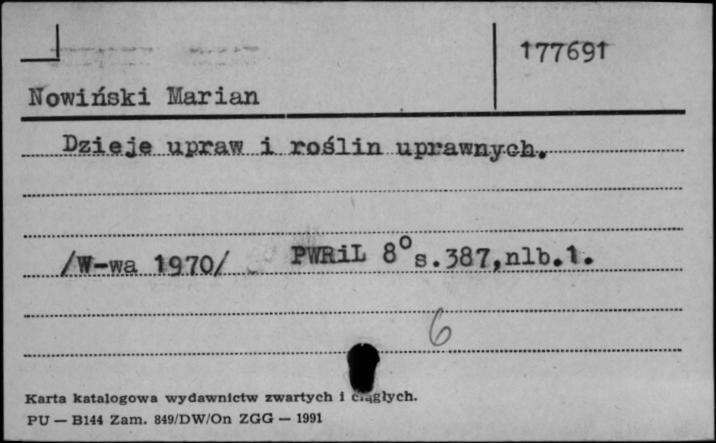 177691
Nowiński Marian
Dzieje upraw i roślin uprawnych.
/W-wa 1970/ PWRiL 8° s.387,nlb.1.
6
Karta katalogowa wydawnictw zwartych i ciągłych.
PU — B144 Zam. 849/DW/On ZGG — 1991